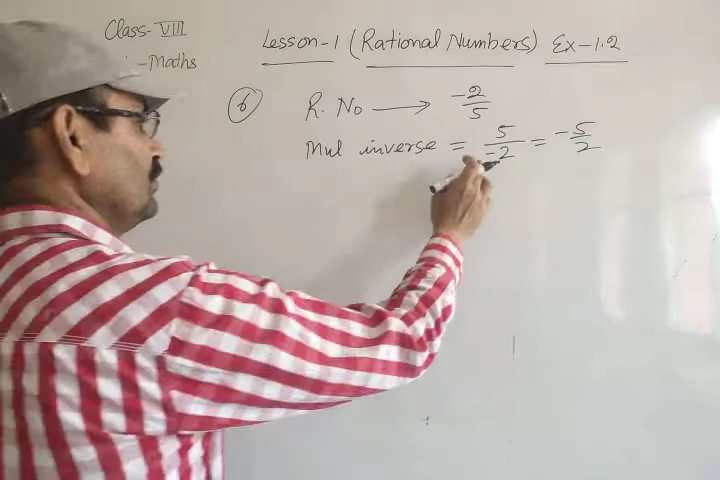 Class-VIII
- Maths
Lesson-1 (Rational Numbers) Ex-1.2
6 R. No ⟶ -2/5
Mul inverse = 5/-2 = -5/2